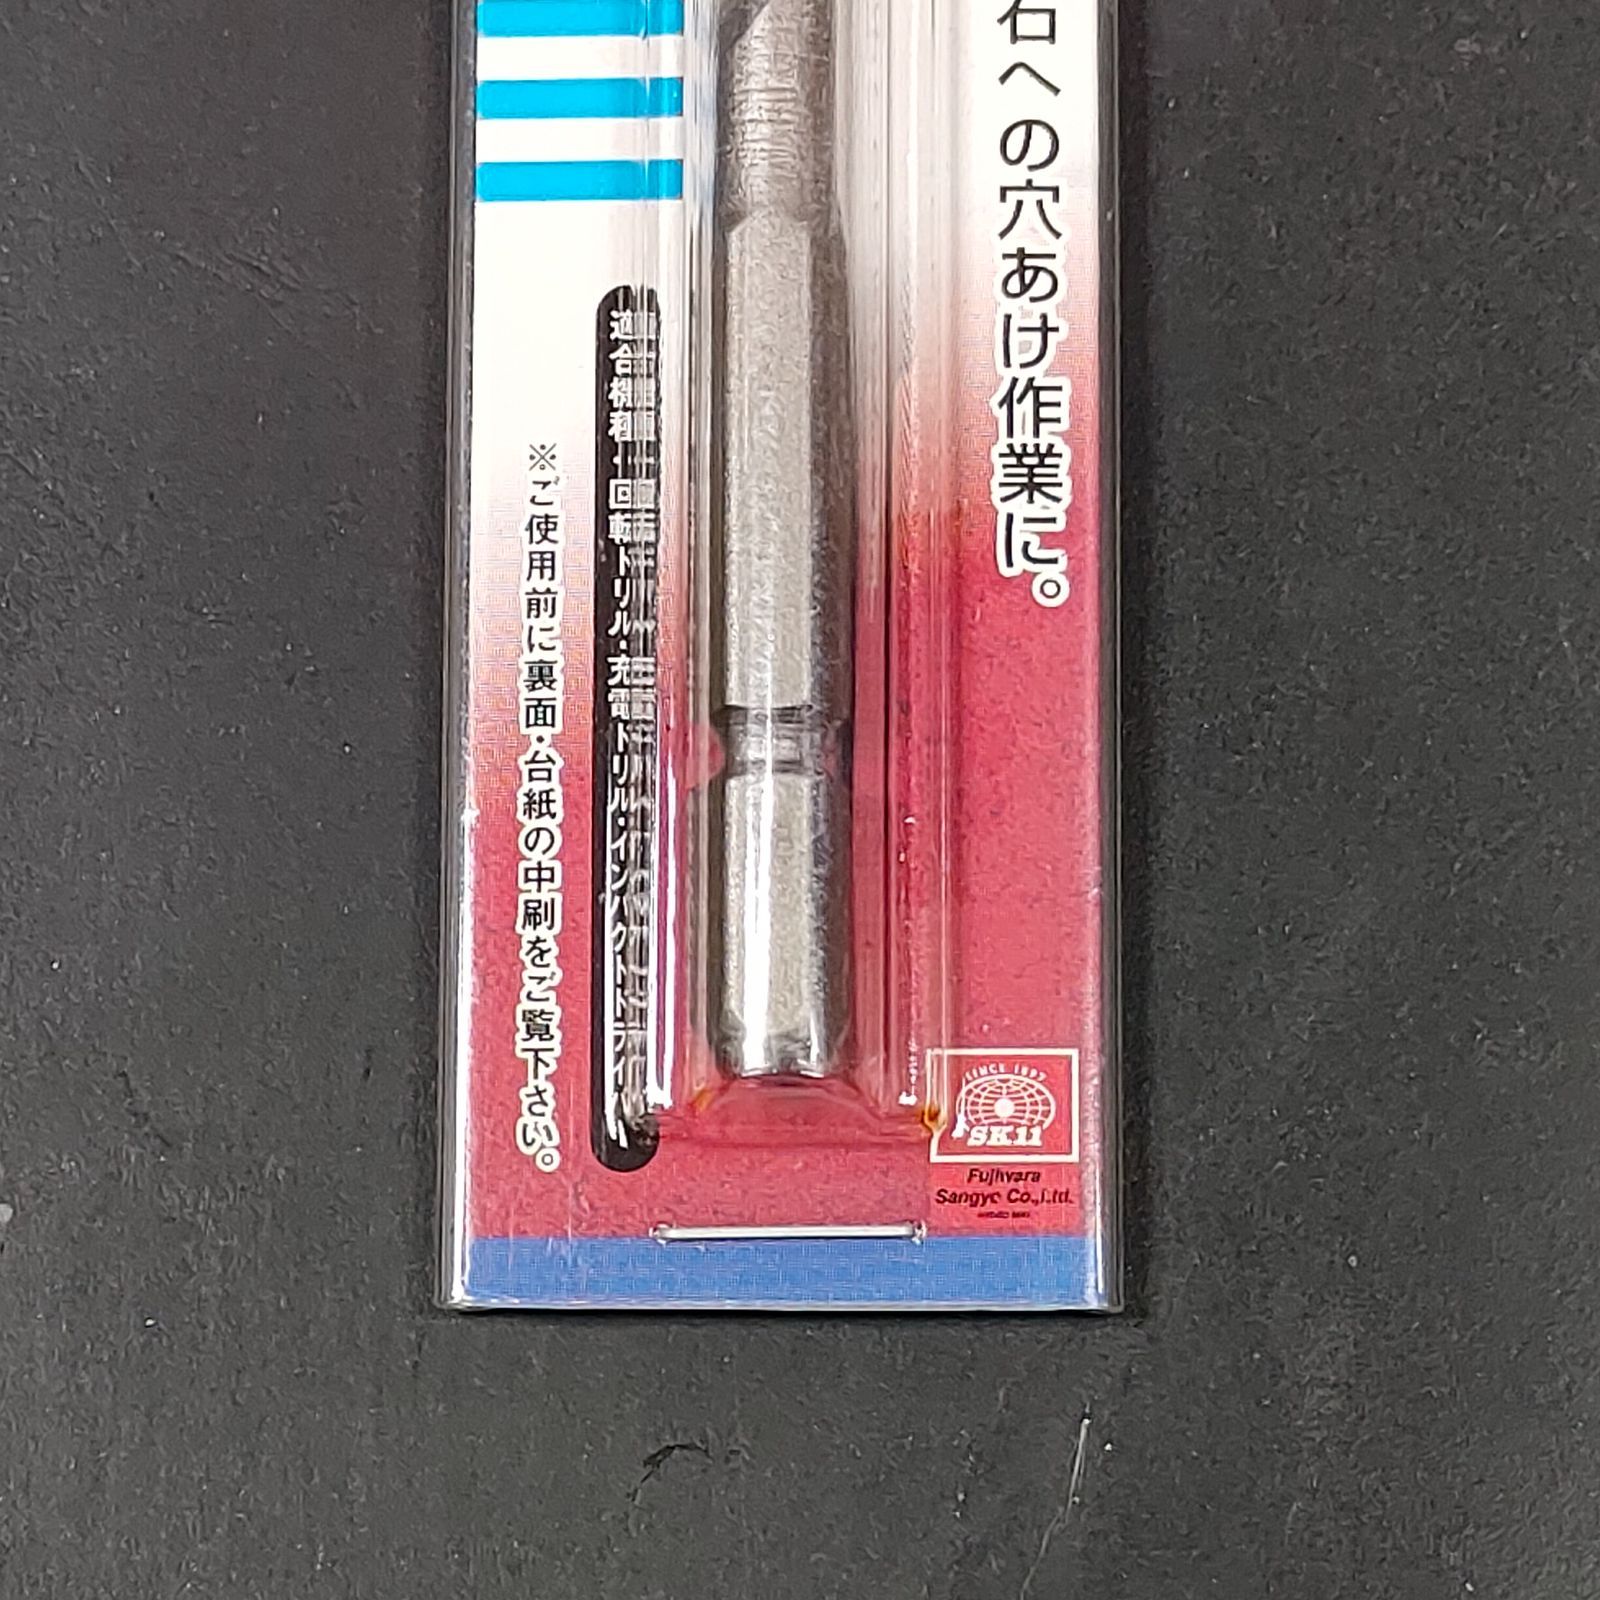 石への穴あけ作業に。
適合機種・回転ドリル・充電ドリル・インパクトドライバー
※ご使用前に裏面・台紙の中刷をご覧下さい。
SINCE 1897
SK11
Fujiwara
Sangyo Co.,Ltd.